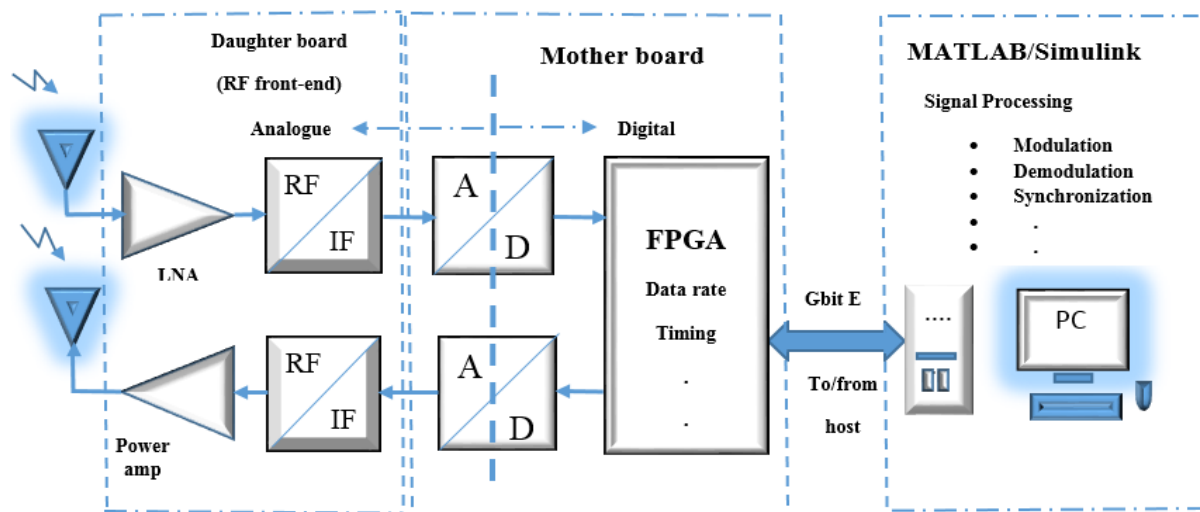 Daughter board
(RF front-end)
Analogue
RF
IF
LNA
RF
IF
Power
amp
Mother board
Digital
A
D
A
D
FPGA
Data rate
Timing
.
.
Gbit E
To/from
host
MATLAB/Simulink
Signal Processing
• Modulation
• Demodulation
• Synchronization
• .
• .
....
PC